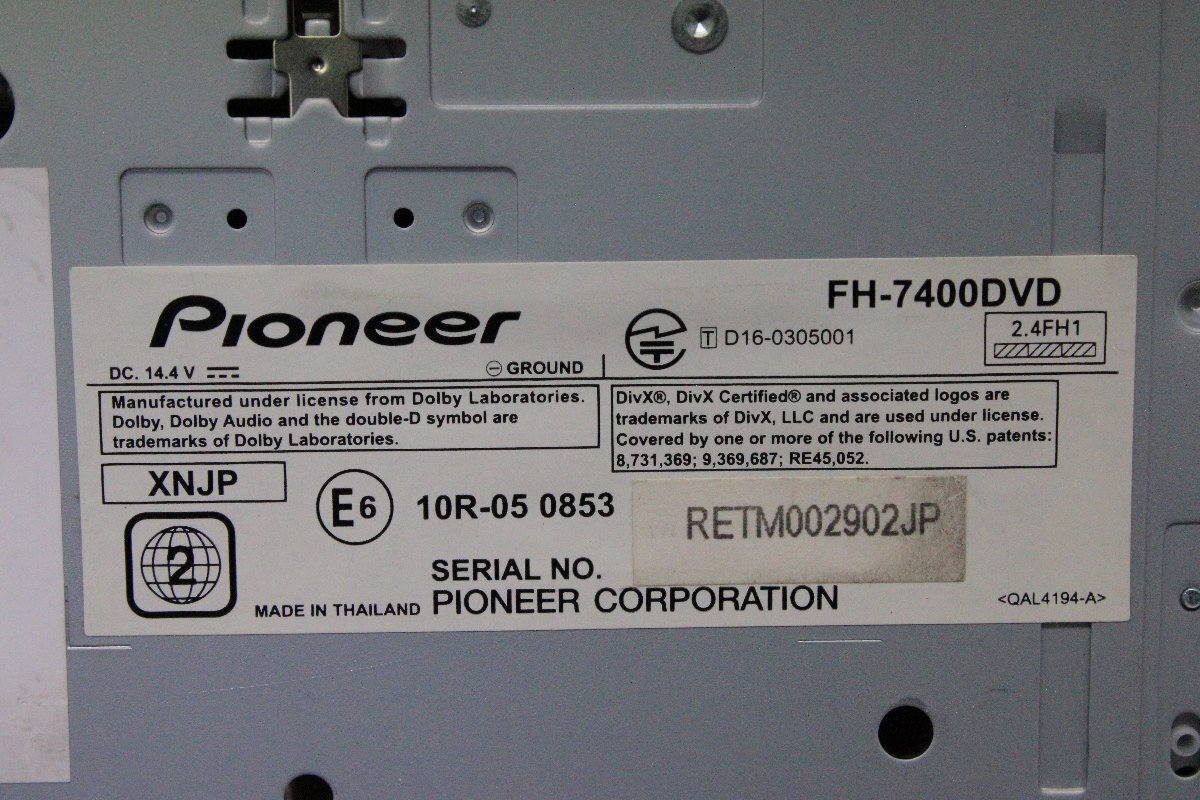 Pioneer
FH-7400DVD
DC. 14.4 V
⊖ GROUND
T D16-0305001
2.4FH1
Manufactured under license from Dolby Laboratories.
Dolby, Dolby Audio and the double-D symbol are
trademarks of Dolby Laboratories.
DivX®, DivX Certified® and associated logos are
trademarks of DivX, LLC and are used under license.
Covered by one or more of the following U.S. patents:
8,731,369; 9,369,687; RE45,052.
XNJP
E6
10R-05 0853
RETM002902JP
2
SERIAL NO.
MADE IN THAILAND
PIONEER CORPORATION
<QAL4194-A>